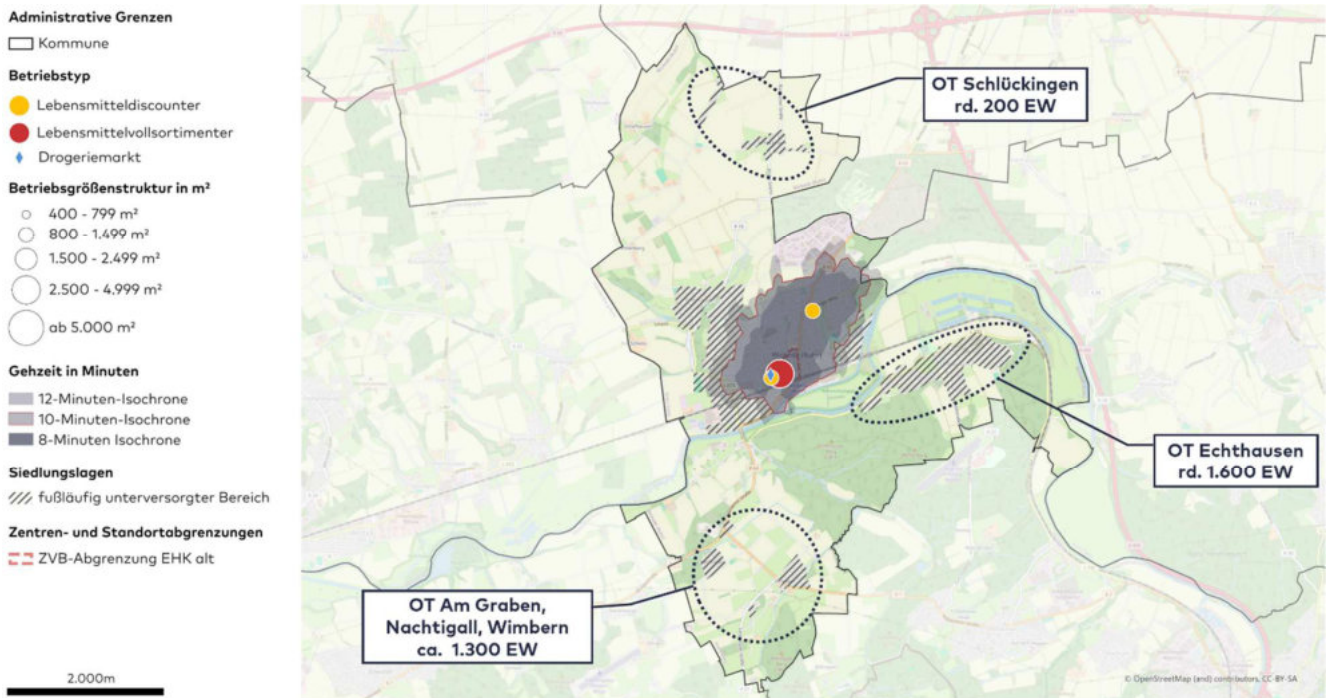 Administrative Grenzen
Kommune
Betriebstyp
Lebensmitteldiscounter
Lebensmittelvollsortimenter
Drogeriemarkt
Betriebsgrößenstruktur in m²
400 - 799 m²
800 - 1.499 m²
1.500 - 2.499 m²
2.500 - 4.999 m²
ab 5.000 m²
Gehzeit in Minuten
12-Minuten-Isochrone
10-Minuten-Isochrone
8-Minuten Isochrone
Siedlungslagen
fußläufig unterversorgter Bereich
Zentren- und Standortabgrenzungen
ZVB-Abgrenzung EHK alt
2.000m
OT Schlückingen
rd. 200 EW
OT Echthausen
rd. 1.600 EW
OT Am Graben,
Nachtigall, Wimbern
ca. 1.300 EW
© OpenStreetMap (and) contributors, CC-BY-SA